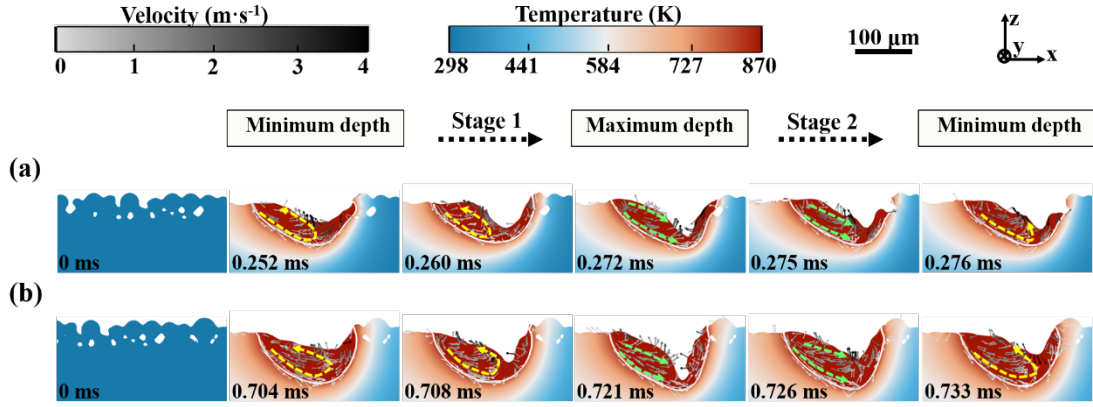 Velocity (m·s⁻¹)
0 1 2 3 4
Temperature (K)
298 441 584 727 870
100 μm
z
y
x
Minimum depth
Stage 1
Maximum depth
Stage 2
Minimum depth
(a)
0 ms
0.252 ms
0.260 ms
0.272 ms
0.275 ms
0.276 ms
(b)
0 ms
0.704 ms
0.708 ms
0.721 ms
0.726 ms
0.733 ms